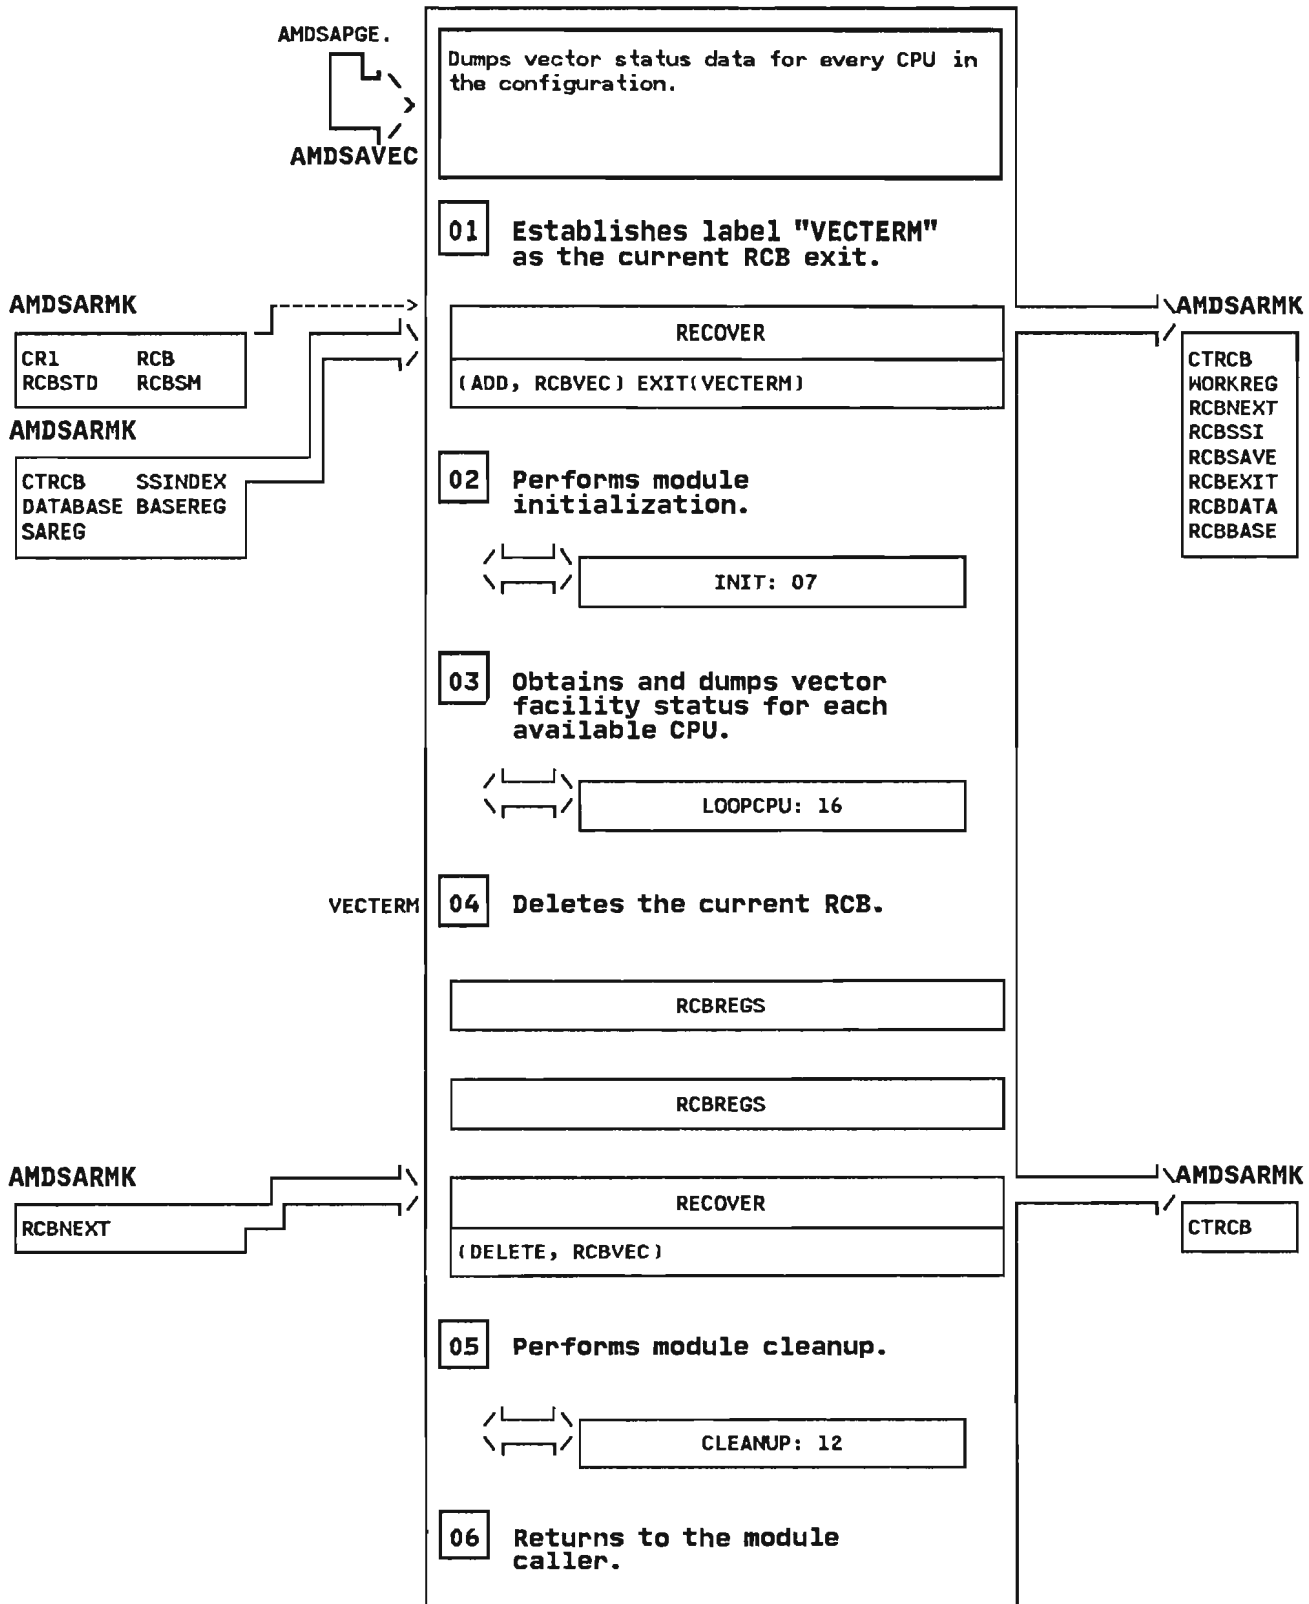 AMDSAPGE.
Dumps vector status data for every CPU in
the configuration.
AMDSAVEC
01 Establishes label "VECTERM"
as the current RCB exit.
AMDSARMK
AMDSARMK
RECOVER
CR1 RCB
RCBSTD RCBSM
(ADD, RCBVEC) EXIT(VECTERM)
CTRCB
WORKREG
RCBNEXT
RCBSSI
RCBSAVE
RCBEXIT
RCBDATA
RCBBASE
AMDSARMK
CTRCB SSINDEX
DATABASE BASEREG
SAREG
02 Performs module
initialization.
INIT: 07
03 Obtains and dumps vector
facility status for each
available CPU.
LOOPCPU: 16
VECTERM 04 Deletes the current RCB.
RCBREGS
RCBREGS
AMDSARMK
AMDSARMK
RECOVER
RCBNEXT
CTRCB
(DELETE, RCBVEC)
05 Performs module cleanup.
CLEANUP: 12
06 Returns to the module
caller.